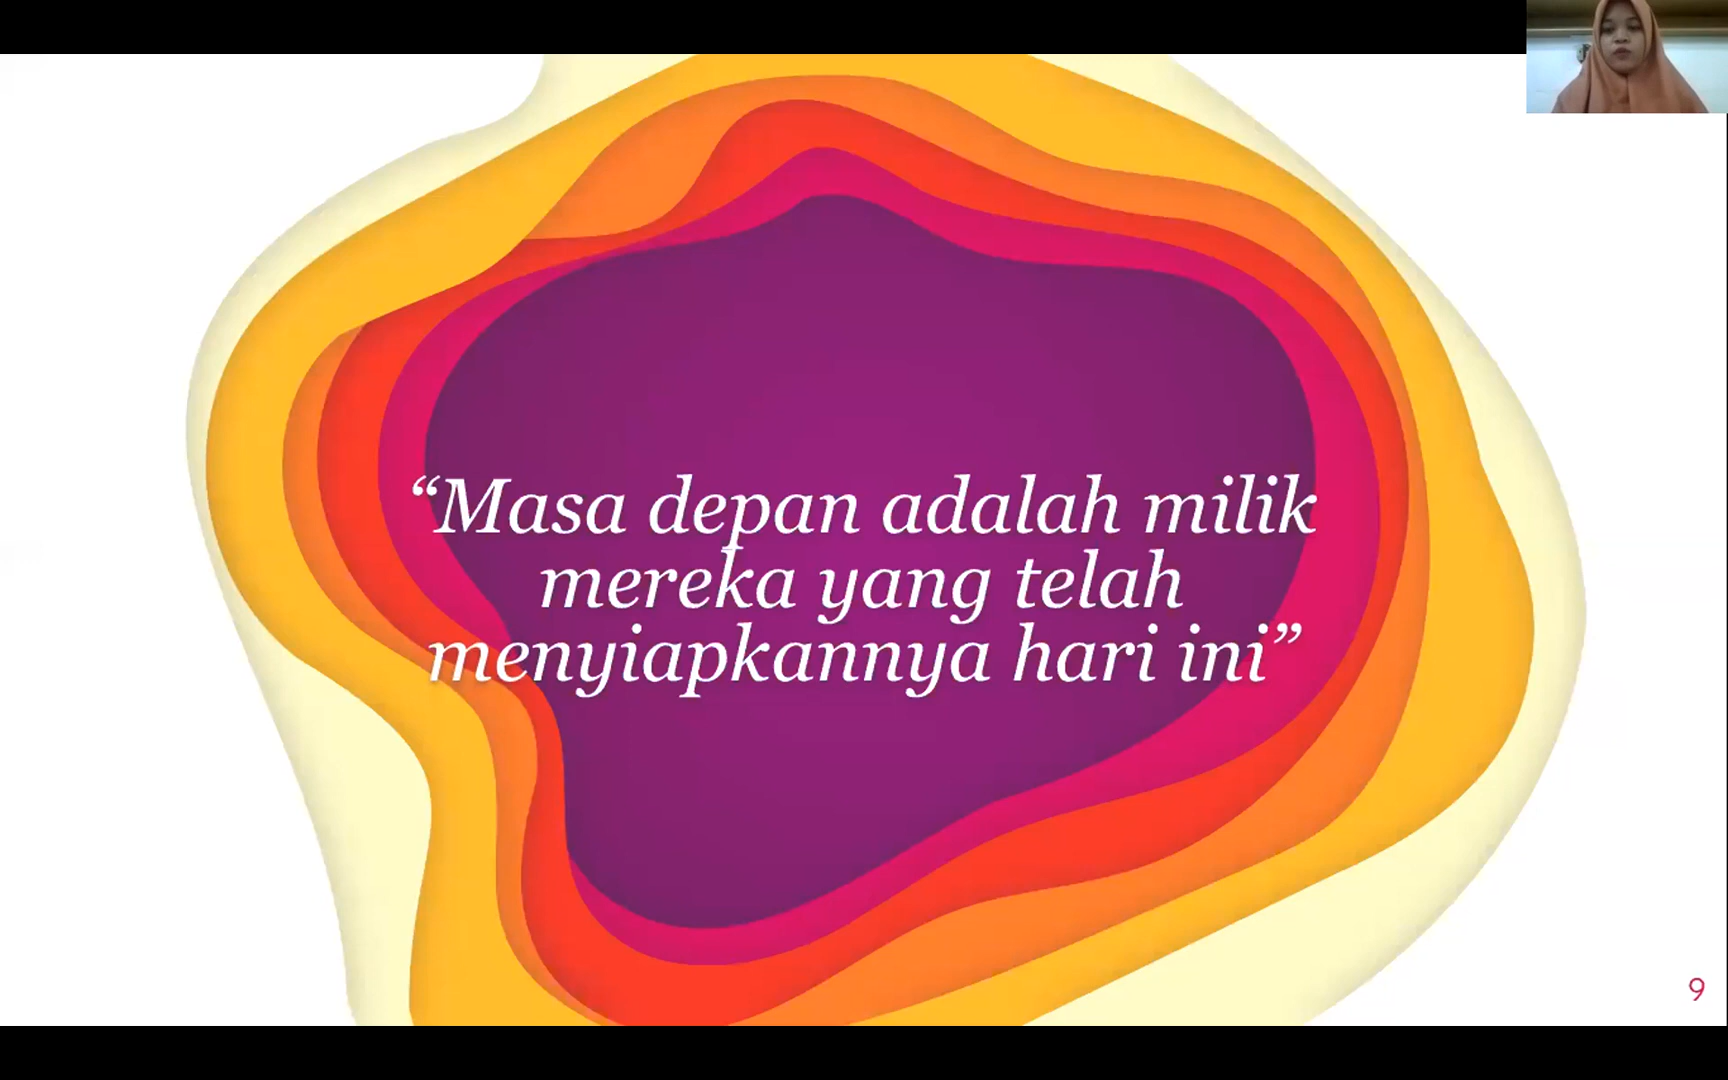 “Masa depan adalah milik
mereka yang telah
menyiapkannya hari ini”
9